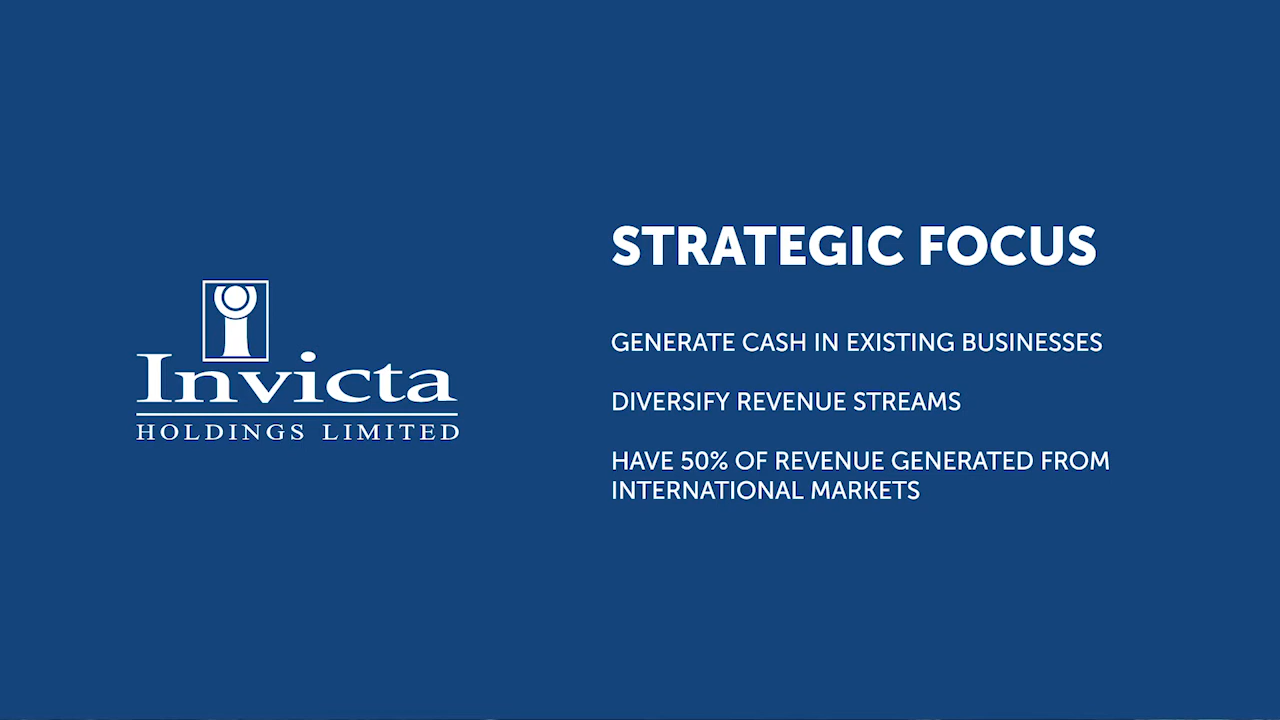 Invicta
HOLDINGS LIMITED
STRATEGIC FOCUS
GENERATE CASH IN EXISTING BUSINESSES
DIVERSIFY REVENUE STREAMS
HAVE 50% OF REVENUE GENERATED FROM
INTERNATIONAL MARKETS